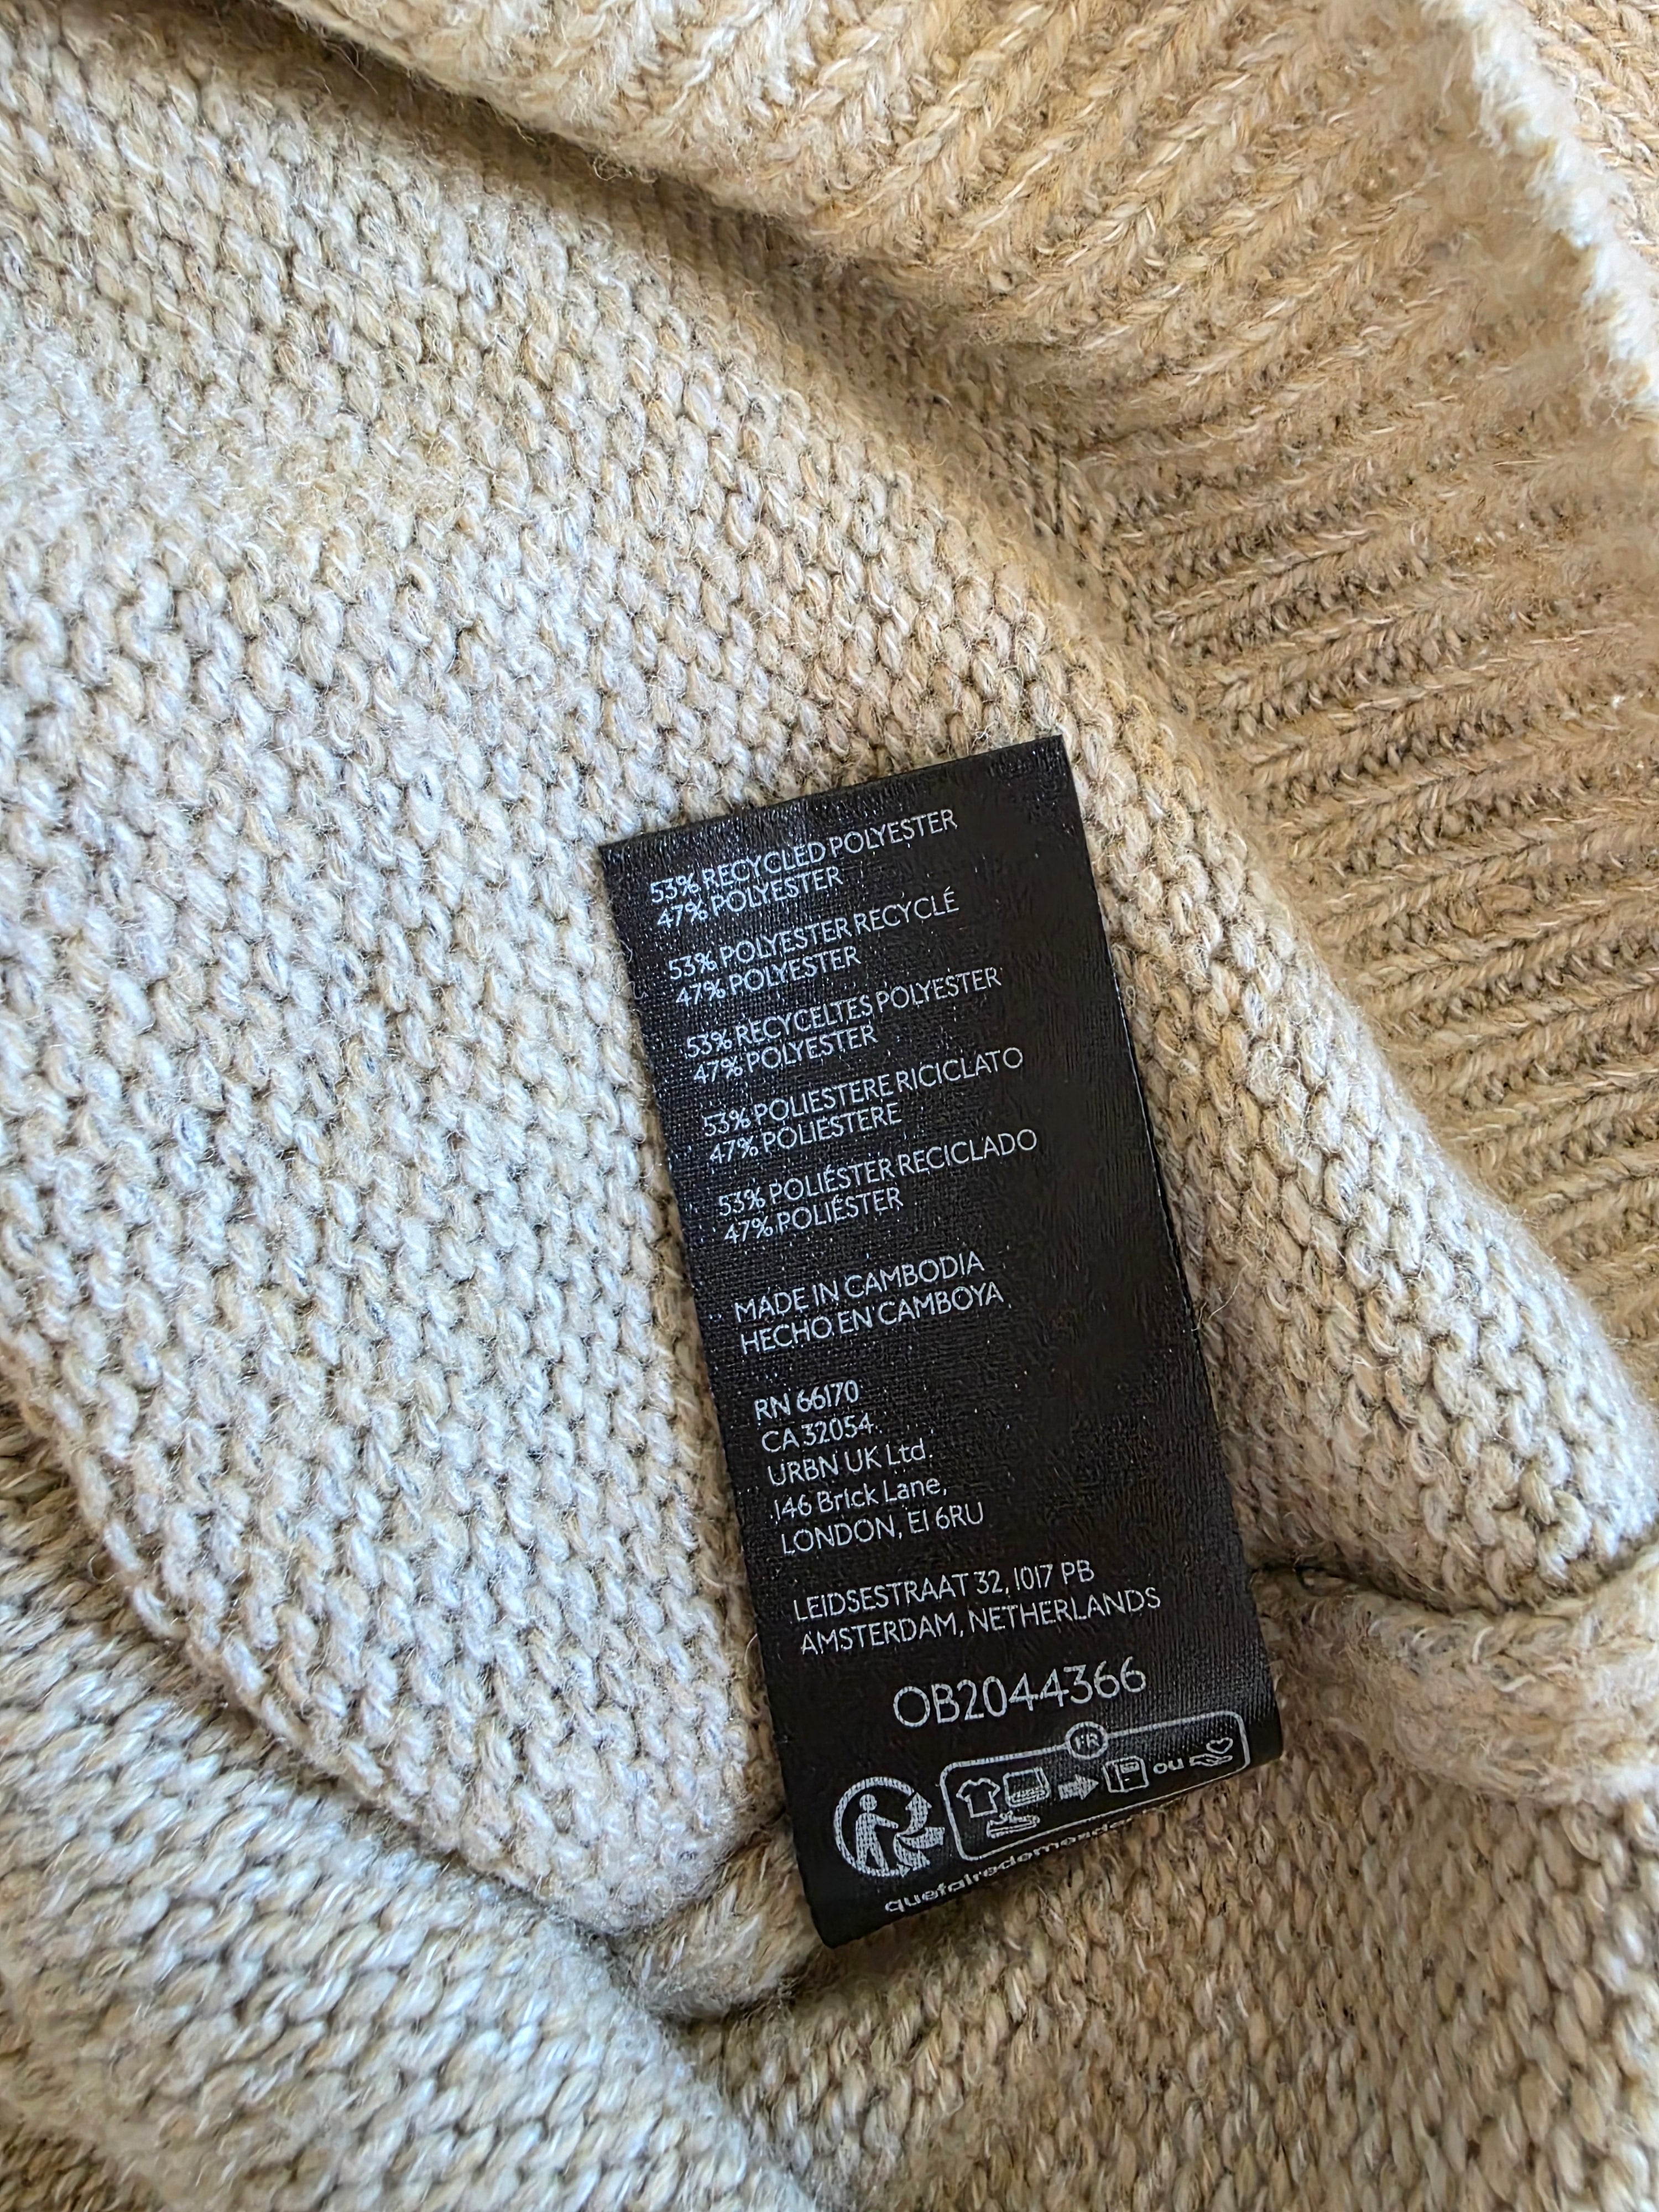 53% RECYCLED POLYESTER
47% POLYESTER
53% POLYESTER RECYCLÉ
47% POLYESTER
53% RECYCELTES POLYESTER
47% POLYESTER
53% POLIESTERE RICICLATO
47% POLIESTERE
53% POLIÉSTER RECICLADO
47% POLIÉSTER
MADE IN CAMBODIA
HECHO EN CAMBOYA
RN 66170
CA 32054
URBN UK Ltd.
146 Brick Lane,
LONDON, E1 6RU
LEIDSESTRAAT 32, 1017 PB
AMSTERDAM, NETHERLANDS
OB2044366
FR
ou